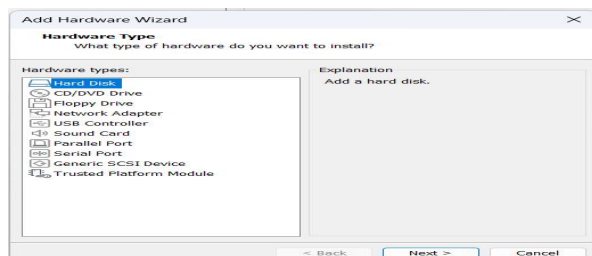 Add Hardware Wizard
Hardware Type
What type of hardware do you want to install?
Hardware types:
Hard Disk
CD/DVD Drive
Floppy Drive
Network Adapter
USB Controller
Sound Card
Parallel Port
Serial Port
Generic SCSI Device
Trusted Platform Module
Explanation
Add a hard disk.
< Back
Next >
Cancel